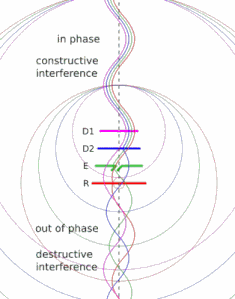 in phase
constructive
interference
D1
D2
E
R
out of phase
destructive
interference